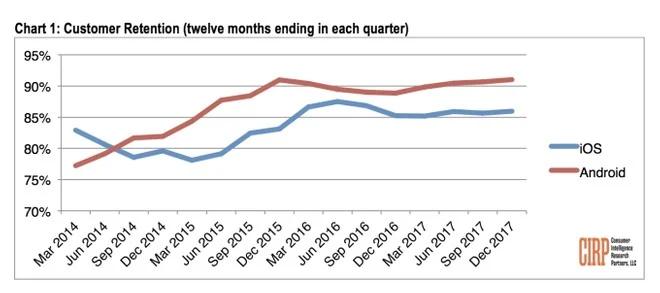 Chart 1: Customer Retention (twelve months ending in each quarter)
95%
90%
85%
80%
75%
70%
Mar 2014
Jun 2014
Sep 2014
Dec 2014
Mar 2015
Jun 2015
Sep 2015
Dec 2015
Mar 2016
Jun 2016
Sep 2016
Dec 2016
Mar 2017
Jun 2017
Sep 2017
Dec 2017
iOS
Android
CIRP
Consumer
Intelligence
Research
Partners, LLC